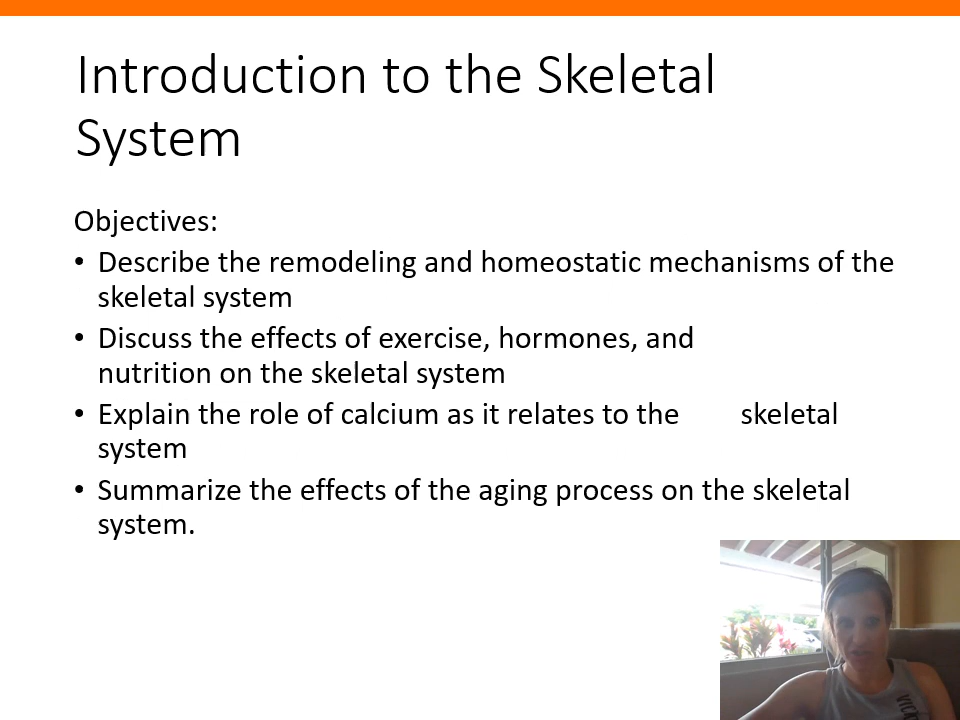 Introduction to the Skeletal
System
Objectives:
• Describe the remodeling and homeostatic mechanisms of the
skeletal system
• Discuss the effects of exercise, hormones, and
nutrition on the skeletal system
• Explain the role of calcium as it relates to the skeletal
system
• Summarize the effects of the aging process on the skeletal
system.